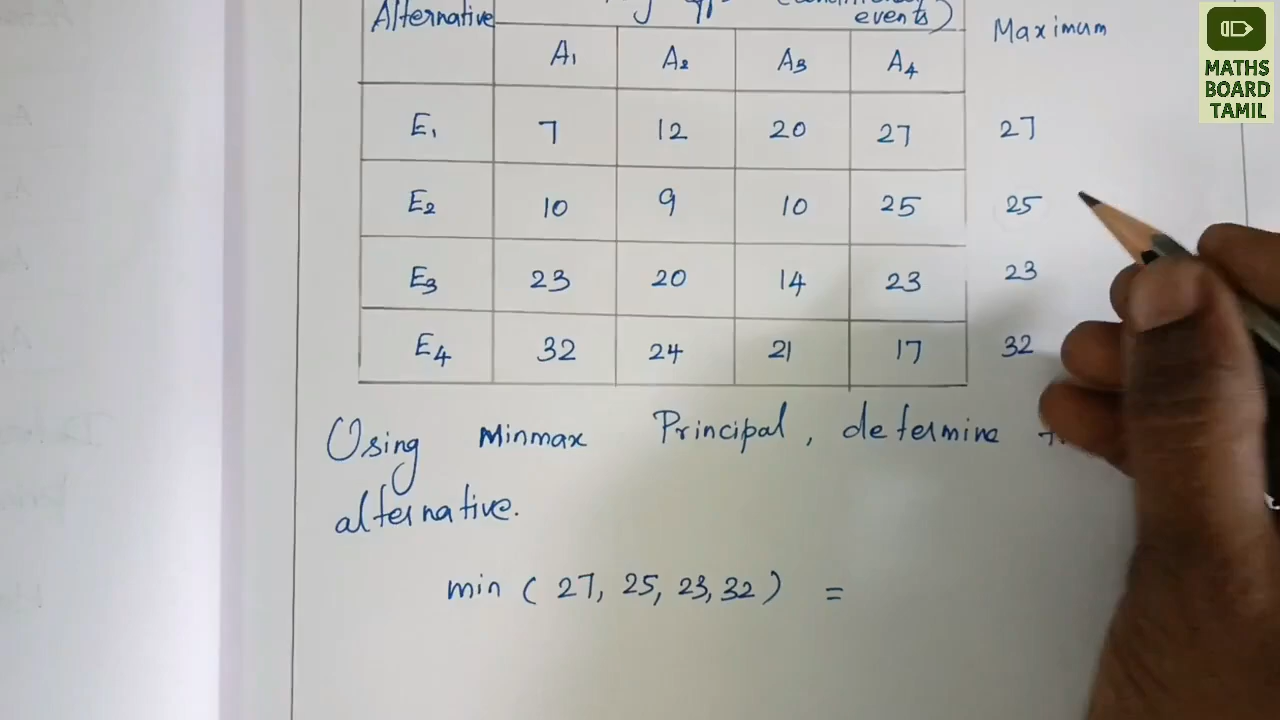 Alternative
events)
Maximum
A1 A2 A3 A4
E1 7 12 20 27 27
E2 10 9 10 25 25
E3 23 20 14 23 23
E4 32 24 21 17 32
Using minmax Principal, determine
alternative.
min ( 27, 25, 23, 32 ) =
MATHS
BOARD
TAMIL